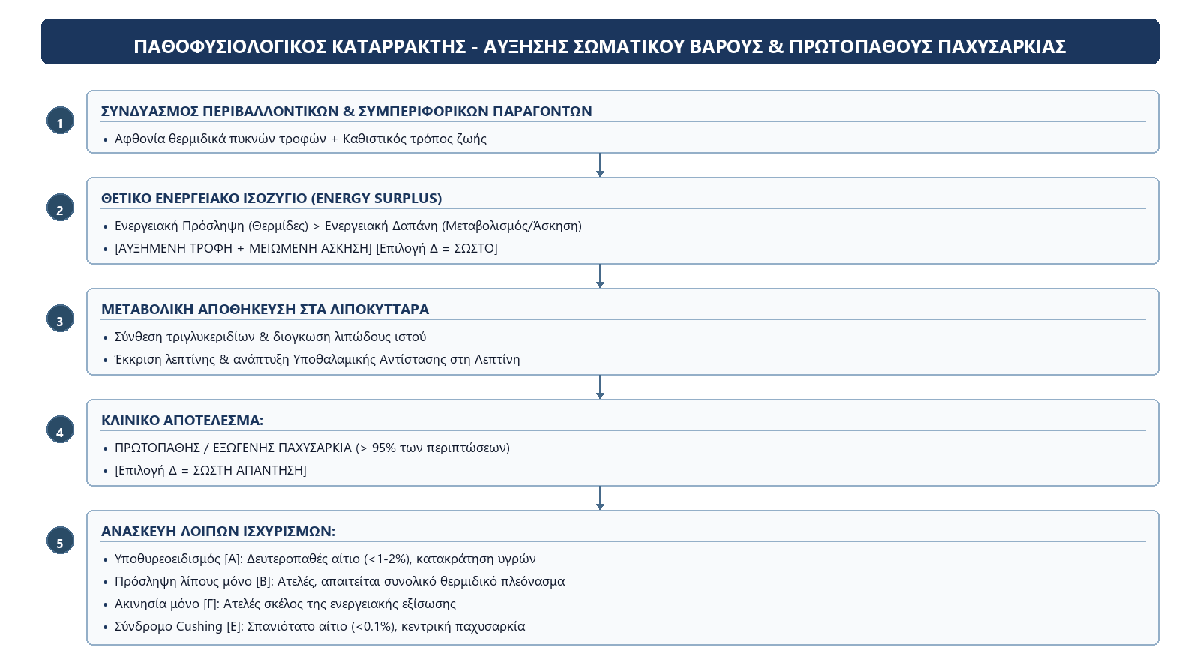 ΠΑΘΟΦΥΣΙΟΛΟΓΙΚΟΣ ΚΑΤΑΡΡΑΚΤΗΣ - ΑΥΞΗΣΗΣ ΣΩΜΑΤΙΚΟΥ ΒΑΡΟΥΣ & ΠΡΩΤΟΠΑΘΟΥΣ ΠΑΧΥΣΑΡΚΙΑΣ
1 ΣΥΝΔΥΑΣΜΟΣ ΠΕΡΙΒΑΛΛΟΝΤΙΚΩΝ & ΣΥΜΠΕΡΙΦΟΡΙΚΩΝ ΠΑΡΑΓΟΝΤΩΝ
• Αφθονία θερμιδικά πυκνών τροφών + Καθιστικός τρόπος ζωής
2 ΘΕΤΙΚΟ ΕΝΕΡΓΕΙΑΚΟ ΙΣΟΖΥΓΙΟ (ENERGY SURPLUS)
• Ενεργειακή Πρόσληψη (Θερμίδες) > Ενεργειακή Δαπάνη (Μεταβολισμός/Άσκηση)
• [ΑΥΞΗΜΕΝΗ ΤΡΟΦΗ + ΜΕΙΩΜΕΝΗ ΑΣΚΗΣΗ] [Επιλογή Δ = ΣΩΣΤΟ]
3 ΜΕΤΑΒΟΛΙΚΗ ΑΠΟΘΗΚΕΥΣΗ ΣΤΑ ΛΙΠΟΚΥΤΤΑΡΑ
• Σύνθεση τριγλυκεριδίων & διογκωση λιπώδους ιστού
• Έκκριση λεπτίνης & ανάπτυξη Υποθαλαμικής Αντίστασης στη Λεπτίνη
4 ΚΛΙΝΙΚΟ ΑΠΟΤΕΛΕΣΜΑ:
• ΠΡΩΤΟΠΑΘΗΣ / ΕΞΩΓΕΝΗΣ ΠΑΧΥΣΑΡΚΙΑ (> 95% των περιπτώσεων)
• [Επιλογή Δ = ΣΩΣΤΗ ΑΠΑΝΤΗΣΗ]
5 ΑΝΑΣΚΕΥΗ ΛΟΙΠΩΝ ΙΣΧΥΡΙΣΜΩΝ:
• Υποθυρεοειδισμός [Α]: Δευτεροπαθές αίτιο (<1-2%), κατακράτηση υγρών
• Πρόσληψη λίπους μόνο [Β]: Ατελές, απαιτείται συνολικό θερμιδικό πλεόνασμα
• Ακινησία μόνο [Γ]: Ατελές σκέλος της ενεργειακής εξίσωσης
• Σύνδρομο Cushing [Ε]: Σπανιότατο αίτιο (<0.1%), κεντρική παχυσαρκία